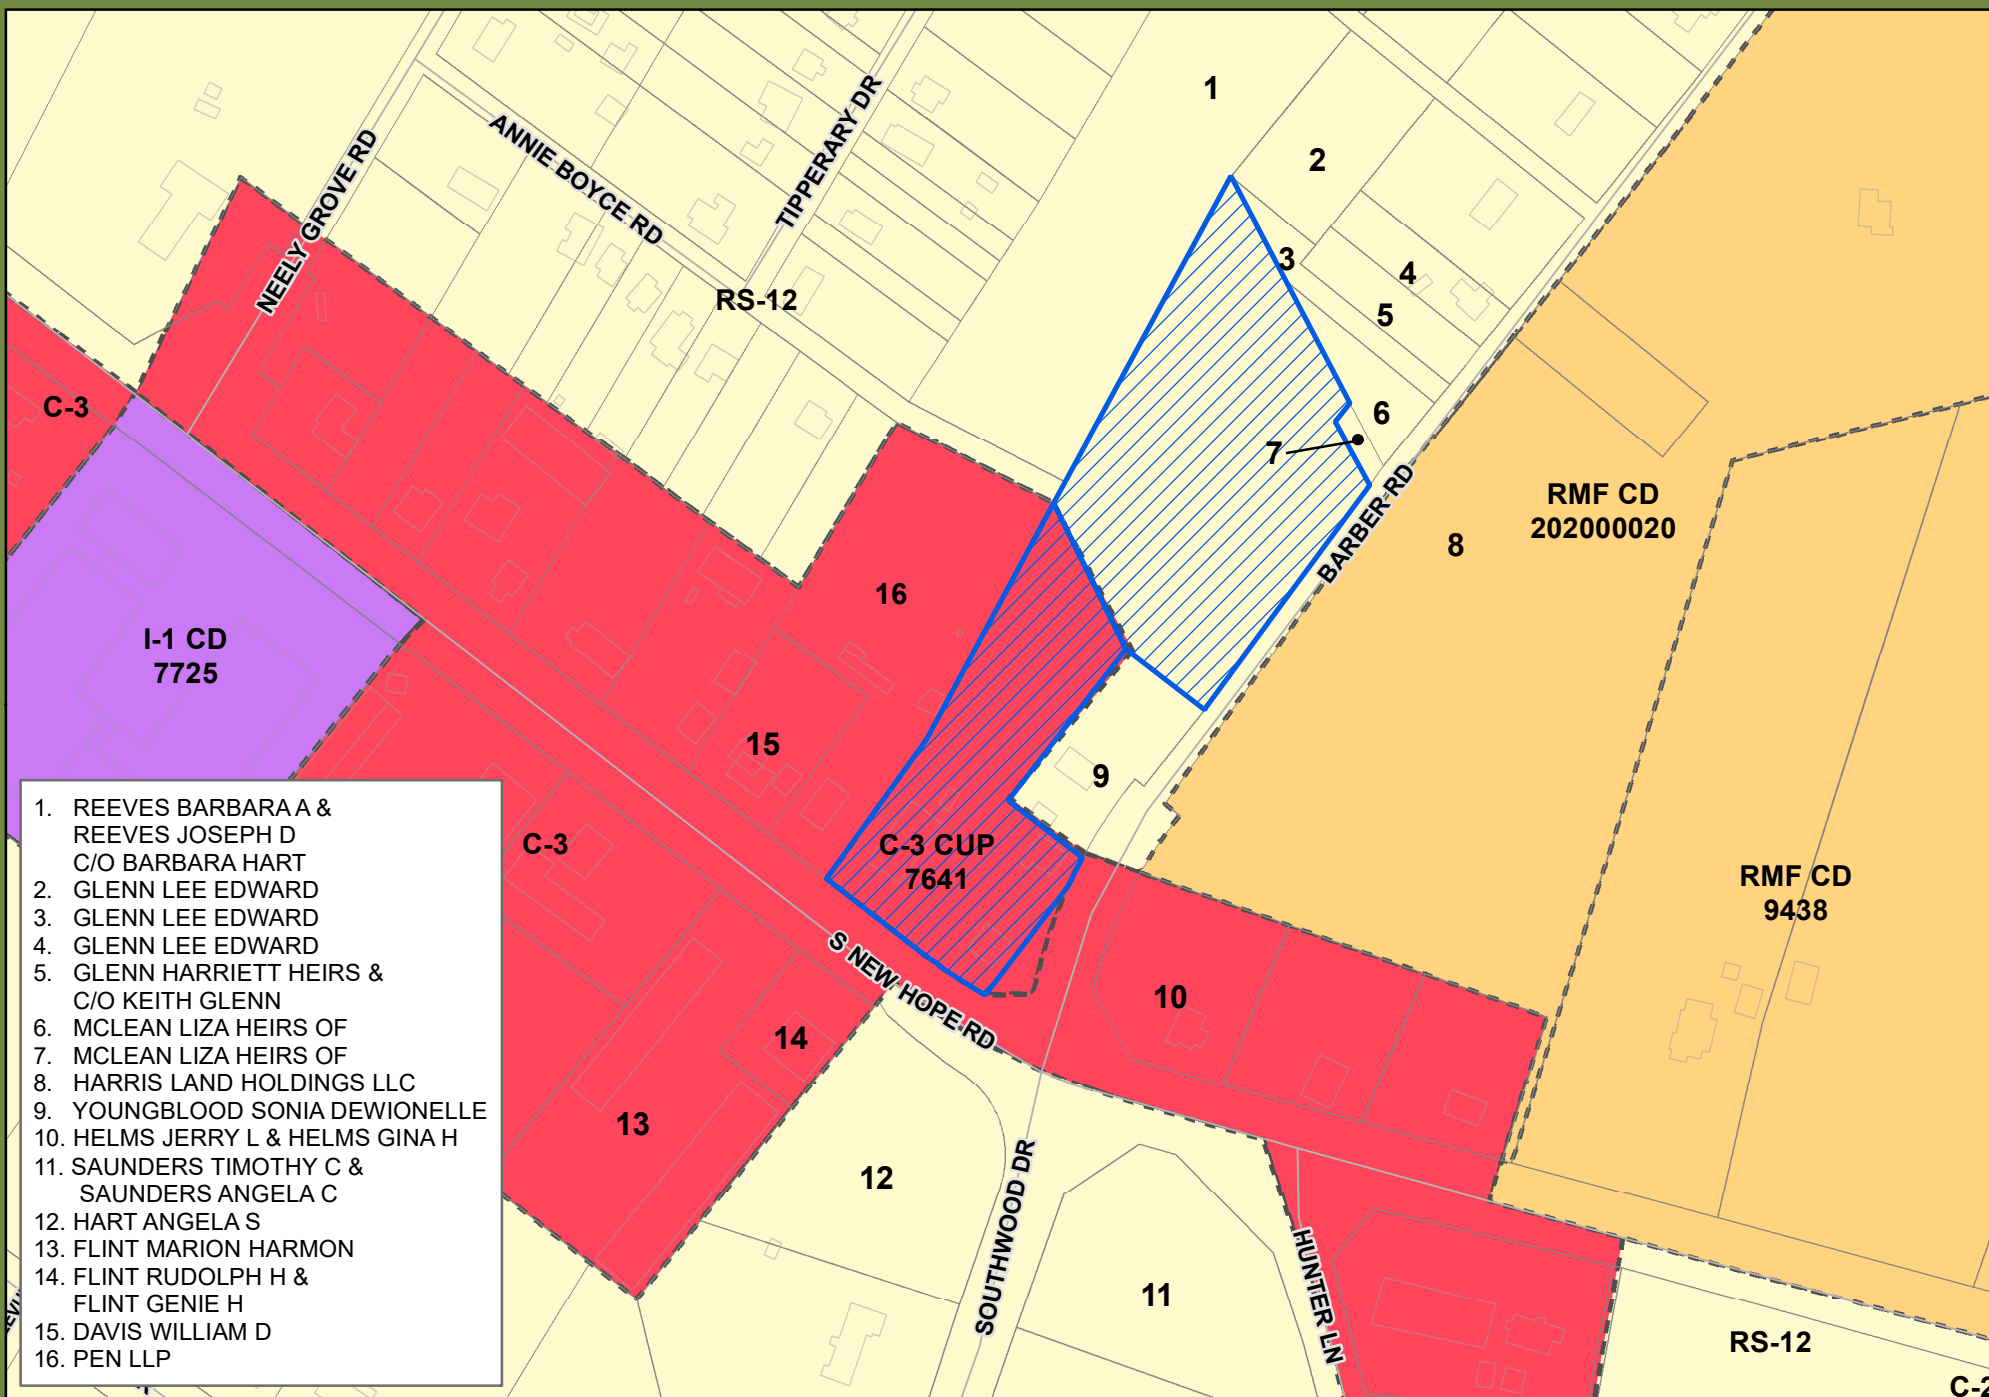 1
2
3
4
5
6
7
8
9
10
11
12
13
14
15
16
NEELY GROVE RD
ANNIE BOYCE RD
TIPPERARY DR
RS-12
C-3
I-1 CD
7725
BARBER RD
RMF CD
202000020
RMF CD
9438
C-3 CUP
7641
C-3
S NEW HOPE RD
SOUTHWOOD DR
HUNTER LN
RS-12
1. REEVES BARBARA A &
REEVES JOSEPH D
C/O BARBARA HART
2. GLENN LEE EDWARD
3. GLENN LEE EDWARD
4. GLENN LEE EDWARD
5. GLENN HARRIETT HEIRS &
C/O KEITH GLENN
6. MCLEAN LIZA HEIRS OF
7. MCLEAN LIZA HEIRS OF
8. HARRIS LAND HOLDINGS LLC
9. YOUNGBLOOD SONIA DEWIONELLE
10. HELMS JERRY L & HELMS GINA H
11. SAUNDERS TIMOTHY C &
SAUNDERS ANGELA C
12. HART ANGELA S
13. FLINT MARION HARMON
14. FLINT RUDOLPH H &
FLINT GENIE H
15. DAVIS WILLIAM D
16. PEN LLP